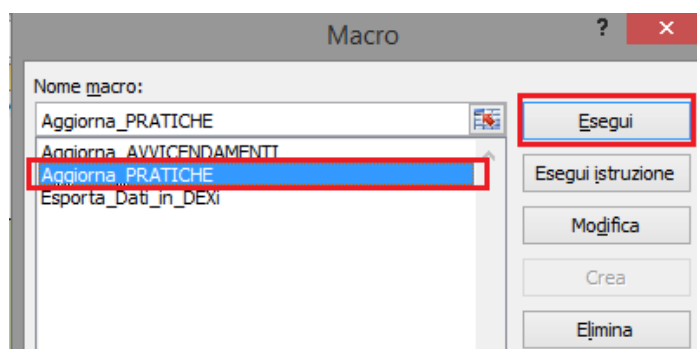 Macro
?
×
Nome macro:
Aggiorna_PRATICHE
Aggiorna_AVVICENDAMENTI
Aggiorna_PRATICHE
Esporta_Dati_in_DEXi
Esegui
Esegui istruzione
Modifica
Crea
Elimina